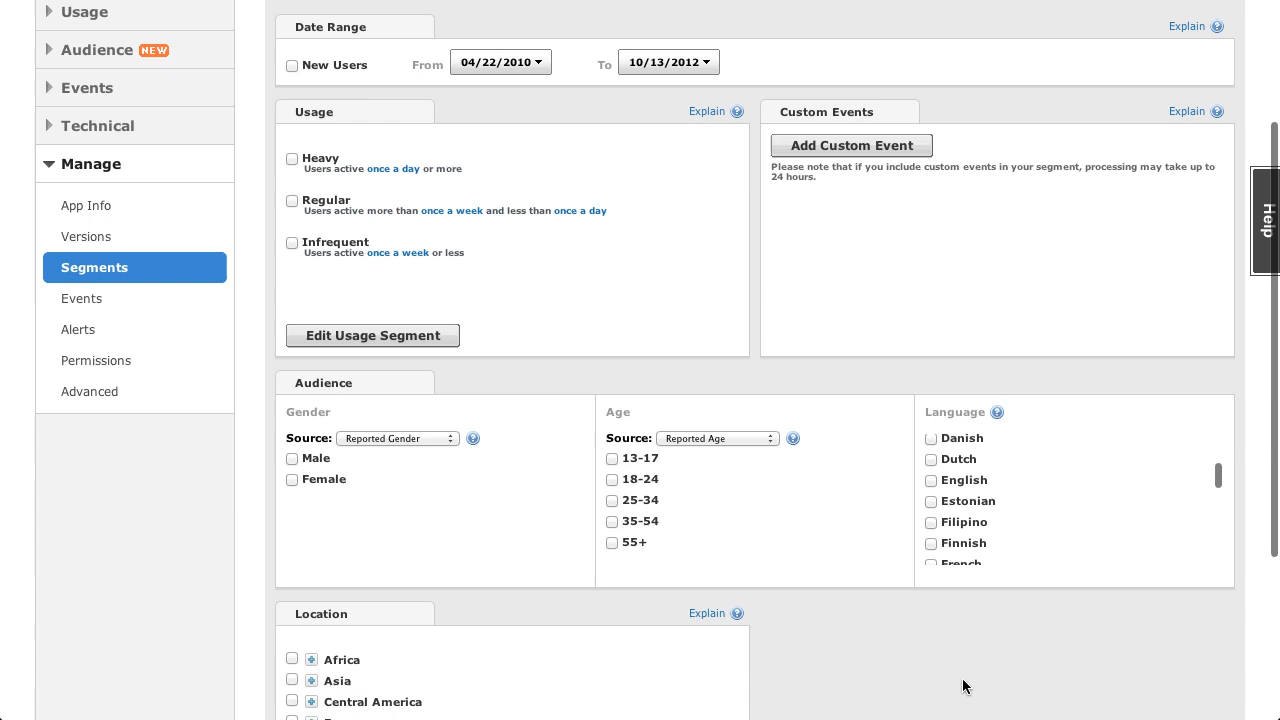 Usage
Audience NEW
Events
Technical
Manage
App Info
Versions
Segments
Events
Alerts
Permissions
Advanced
Date Range
Explain
New Users From 04/22/2010 To 10/13/2012
Usage
Explain
Heavy
Users active once a day or more
Regular
Users active more than once a week and less than once a day
Infrequent
Users active once a week or less
Edit Usage Segment
Custom Events
Explain
Add Custom Event
Please note that if you include custom events in your segment, processing may take up to
24 hours.
Audience
Gender
Source: Reported Gender
Male
Female
Age
Source: Reported Age
13-17
18-24
25-34
35-54
55+
Language
Danish
Dutch
English
Estonian
Filipino
Finnish
French
Location
Explain
Africa
Asia
Central America
Help